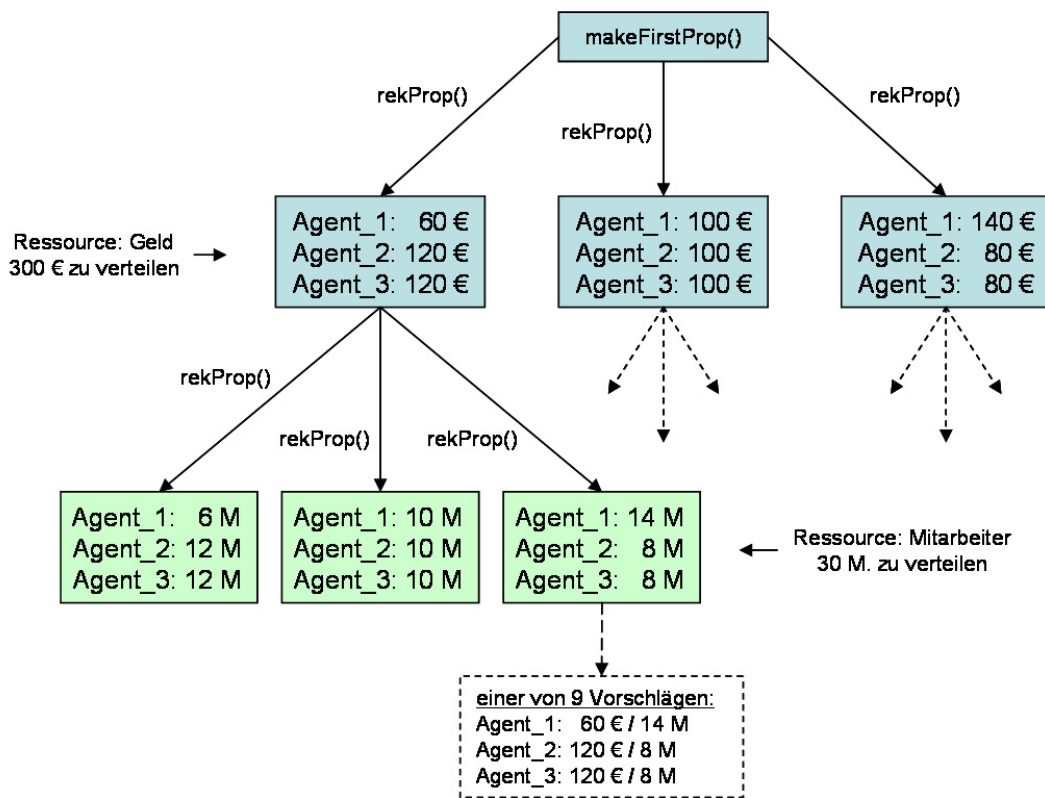 makeFirstProp()
rekProp()
rekProp()
rekProp()
Ressource: Geld
300 € zu verteilen
Agent_1: 60 €
Agent_2: 120 €
Agent_3: 120 €
Agent_1: 100 €
Agent_2: 100 €
Agent_3: 100 €
Agent_1: 140 €
Agent_2: 80 €
Agent_3: 80 €
rekProp()
rekProp()
rekProp()
Agent_1: 6 M
Agent_2: 12 M
Agent_3: 12 M
Agent_1: 10 M
Agent_2: 10 M
Agent_3: 10 M
Agent_1: 14 M
Agent_2: 8 M
Agent_3: 8 M
Ressource: Mitarbeiter
30 M. zu verteilen
einer von 9 Vorschlägen:
Agent_1: 60 € / 14 M
Agent_2: 120 € / 8 M
Agent_3: 120 € / 8 M